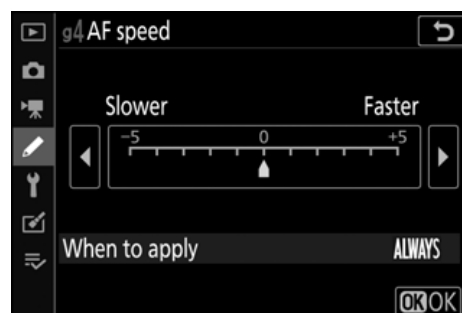 g4 AF speed
Slower Faster
−5 0 +5
When to apply ALWAYS
OK OK